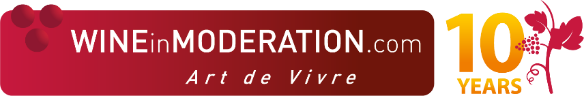 WINEinMODERATION.com
Art de Vivre
10
YEARS